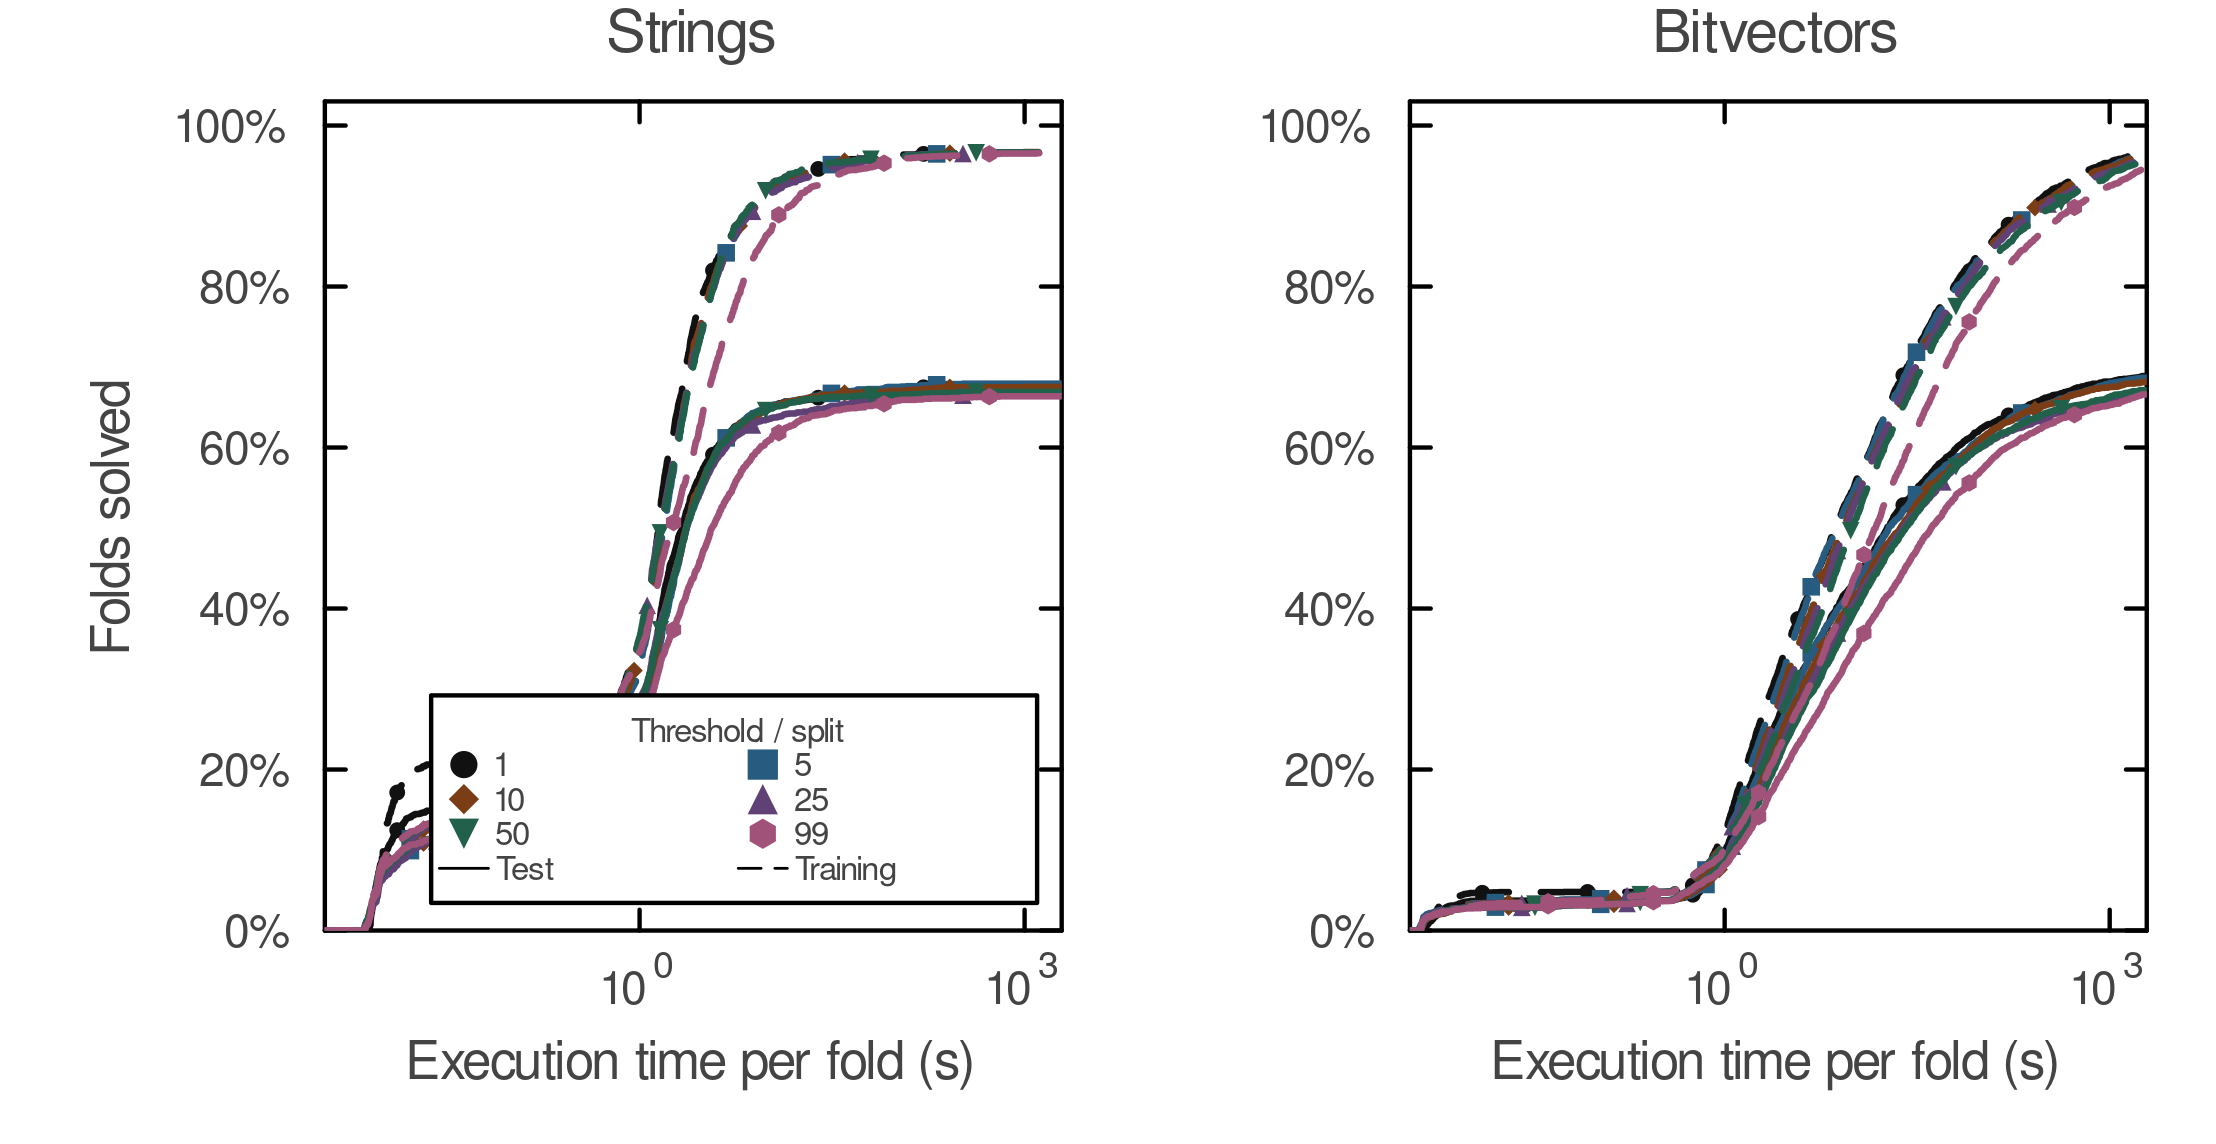 Strings
Bitvectors
100%
80%
60%
40%
20%
0%
Folds solved
Threshold / split
1
5
10
25
50
99
Test
Training
10^0
10^3
Execution time per fold (s)
100%
80%
60%
40%
20%
0%
10^0
10^3
Execution time per fold (s)